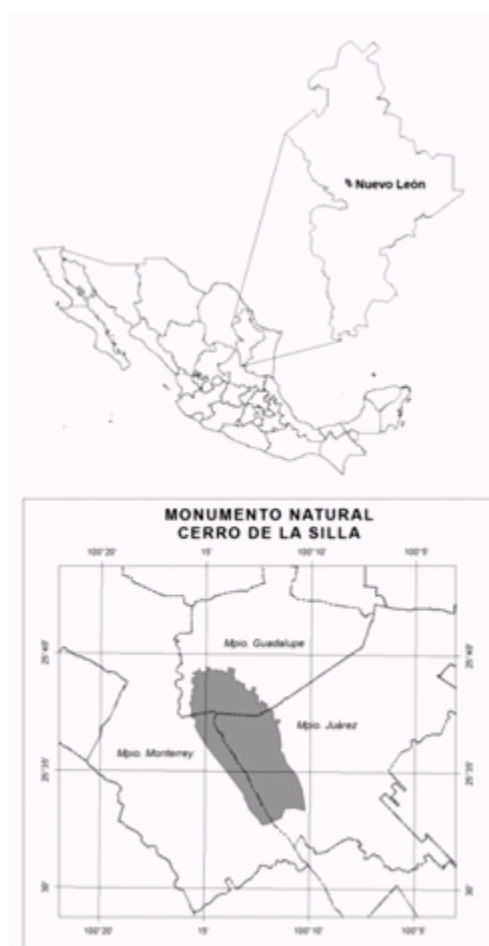 Nuevo León
MONUMENTO NATURAL
CERRO DE LA SILLA
100°20' 15' 100°10' 100°5'
25°40' 25°40'
Mpio. Guadalupe
Mpio. Juárez
Mpio. Monterrey
25°35' 25°35'
30' 30'
100°20' 15' 100°10' 100°5'